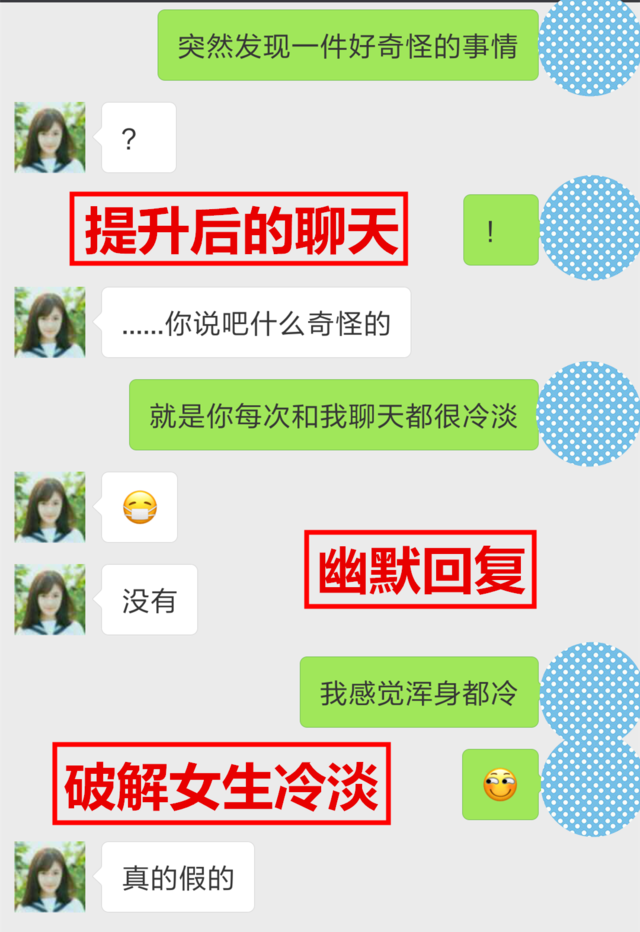 突然发现一件好奇怪的事情
?
提升后的聊天
!
......你说吧什么奇怪的
就是你每次和我聊天都很冷淡
没有
幽默回复
我感觉浑身都冷
破解女生冷淡
真的假的